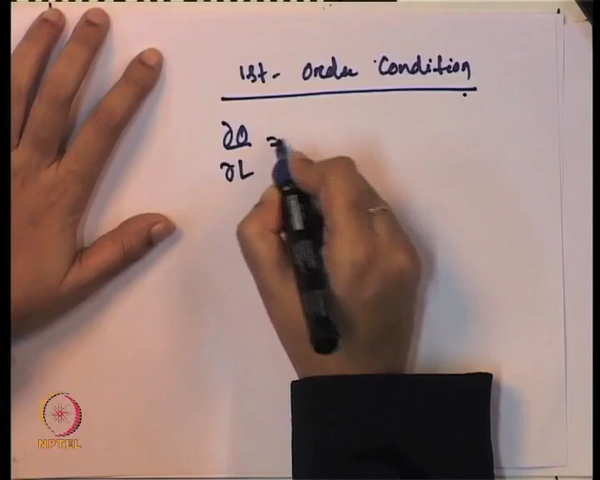 1st- Order Condition
∂Q =
∂L
NPTEL